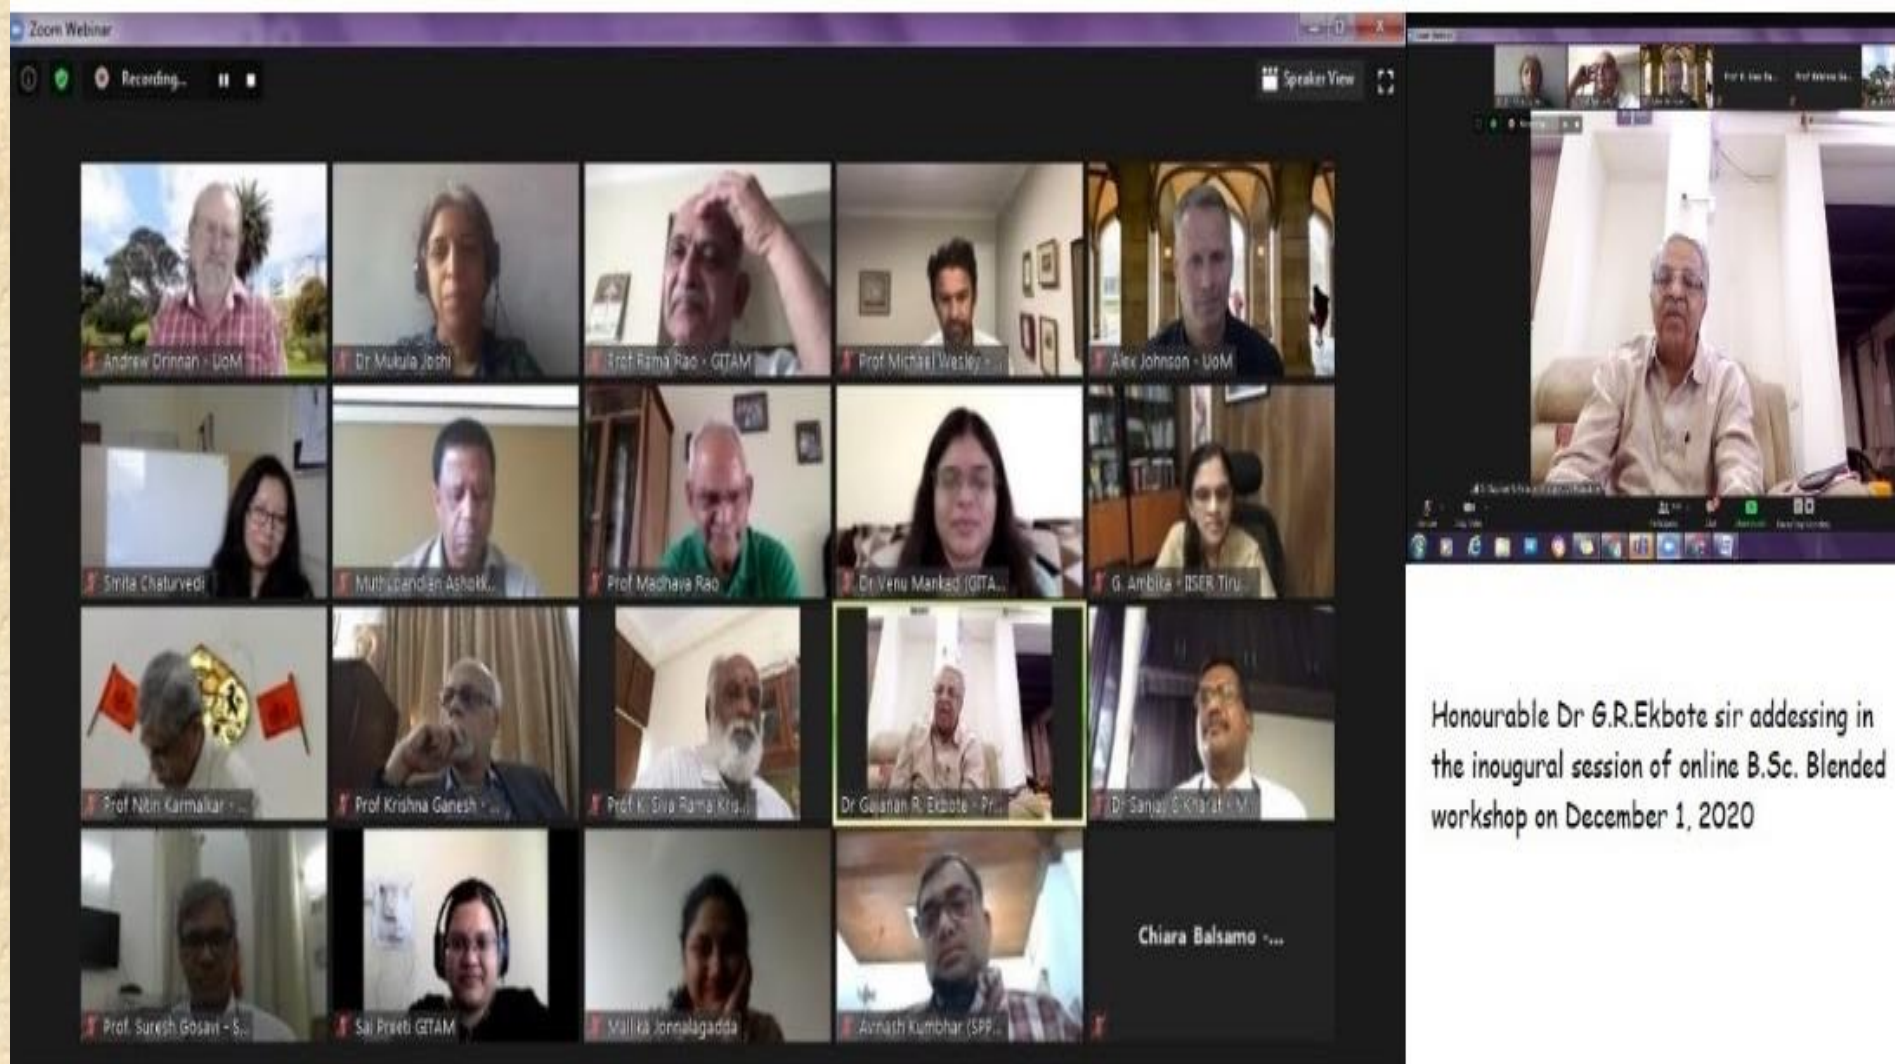 Zoom Webinar
Recording...
Speaker View
Andrew Drinnan - UoM
Dr Mukula Joshi
Prof Rama Rao - GITAM
Prof Michael Wesley - ...
Alex Johnson - UoM
Smita Chaturvedi
Muthupandian Ashokk...
Prof Madhava Rao
Dr Venu Mankad (GITA...
G. Ambika - IISER Tiru...
Prof Nitin Karmalkar - ...
Prof Krishna Ganesh - ...
Prof K. Siva Rama Kris...
Dr Gajanan R. Ekbote - Pr...
Dr Sanjay S Kharat - M...
Prof. Suresh Gosavi - S...
Sai Preeti GITAM
Mallika Jonnalagadda
Avinash Kumbhar (SPP...
Chiara Balsamo -...
Honourable Dr G.R.Ekbote sir addessing in
the inougural session of online B.Sc. Blended
workshop on December 1, 2020